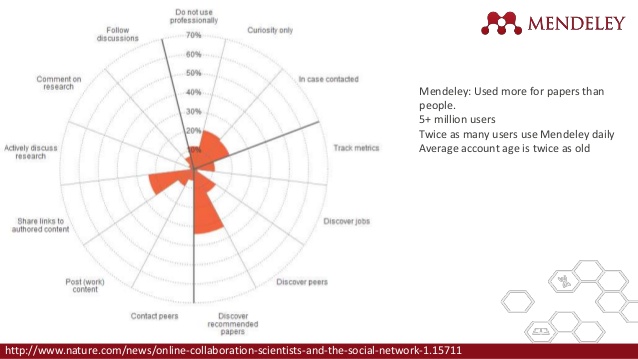 MENDELEY
Do not use
professionally
Follow
discussions
Curiosity only
Comment on
research
In case contacted
70%
60%
50%
40%
30%
20%
10%
Actively discuss
research
Track metrics
Share links to
authored content
Discover jobs
Post (work)
content
Discover peers
Contact peers
Discover
recommended
papers
Mendeley: Used more for papers than
people.
5+ million users
Twice as many users use Mendeley daily
Average account age is twice as old
http://www.nature.com/news/online-collaboration-scientists-and-the-social-network-1.15711